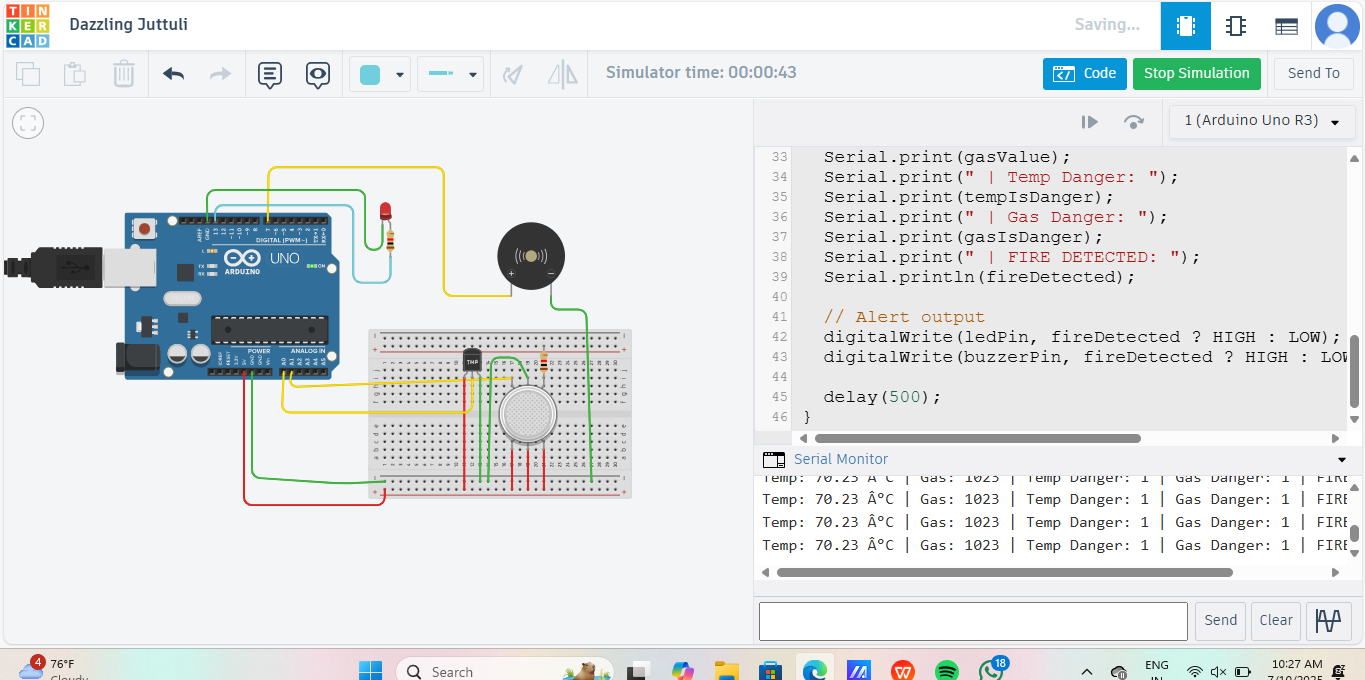 TIN
KER
CAD
Dazzling Juttuli
Saving...
Simulator time: 00:00:43
Code
Stop Simulation
Send To
1 (Arduino Uno R3)
33 Serial.print(gasValue);
34 Serial.print(" | Temp Danger: ");
35 Serial.print(tempIsDanger);
36 Serial.print(" | Gas Danger: ");
37 Serial.print(gasIsDanger);
38 Serial.print(" | FIRE DETECTED: ");
39 Serial.println(fireDetected);
40
41 // Alert output
42 digitalWrite(ledPin, fireDetected ? HIGH : LOW);
43 digitalWrite(buzzerPin, fireDetected ? HIGH : LOW
44
45 delay(500);
46 }
DIGITAL (PWM~)
UNO
ARDUINO
POWER
ANALOG IN
TMP
Serial Monitor
Temp: 70.23 Â°C | Gas: 1023 | Temp Danger: 1 | Gas Danger: 1 | FIRE
Temp: 70.23 Â°C | Gas: 1023 | Temp Danger: 1 | Gas Danger: 1 | FIRE
Temp: 70.23 Â°C | Gas: 1023 | Temp Danger: 1 | Gas Danger: 1 | FIRE
Temp: 70.23 Â°C | Gas: 1023 | Temp Danger: 1 | Gas Danger: 1 | FIRE
Send
Clear
4
76°F
Cloudy
Search
18
ENG
IN
10:27 AM
7/10/2025